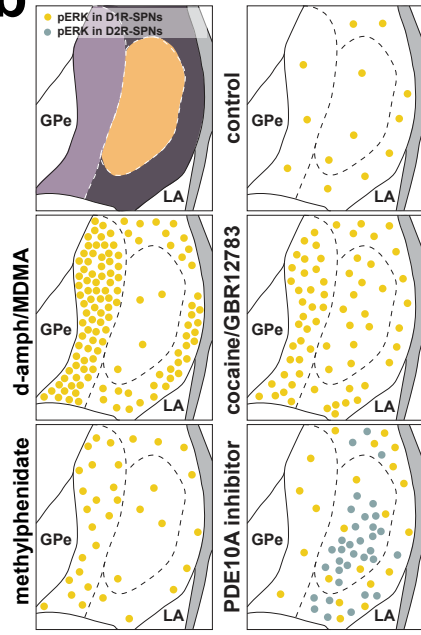 b
pERK in D1R-SPNs
pERK in D2R-SPNs
GPe
LA
control
GPe
LA
d-amph/MDMA
GPe
LA
cocaine/GBR12783
GPe
LA
methylphenidate
GPe
LA
PDE10A inhibitor
GPe
LA